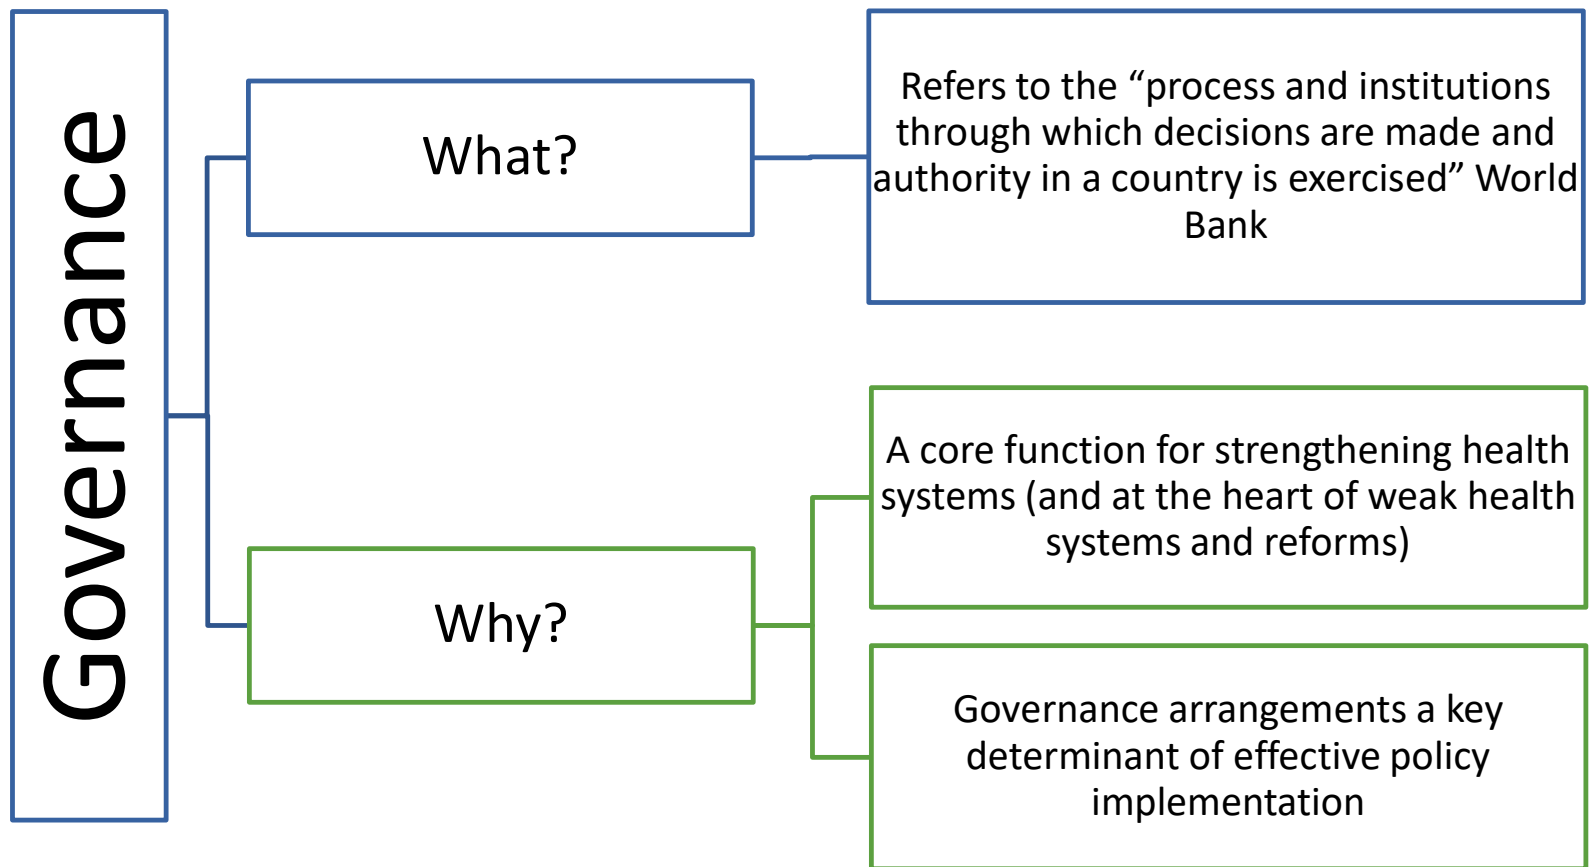 Governance
What?
Refers to the “process and institutions
through which decisions are made and
authority in a country is exercised” World
Bank
Why?
A core function for strengthening health
systems (and at the heart of weak health
systems and reforms)
Governance arrangements a key
determinant of effective policy
implementation